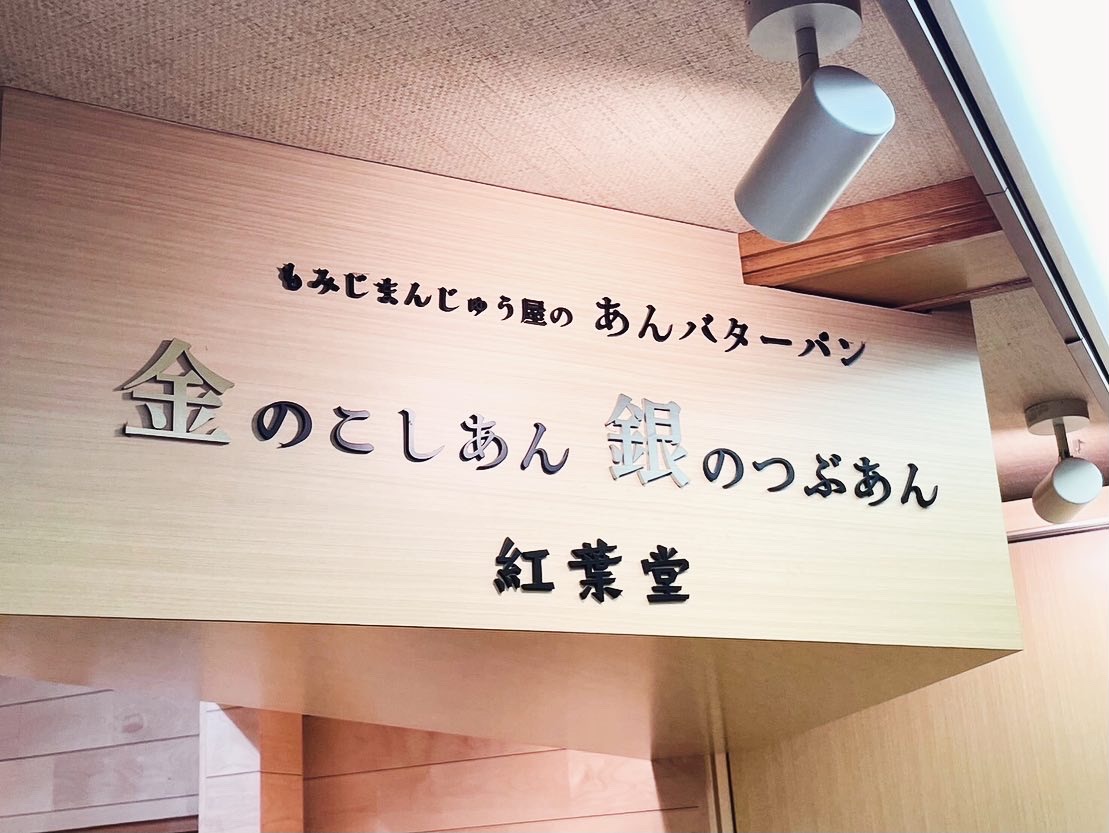 もみじまんじゅう屋の あんバターパン
金のこしあん 銀のつぶあん
紅葉堂